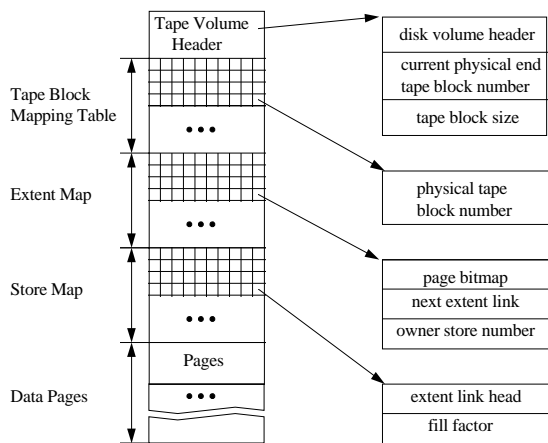 Tape Volume
Header
disk volume header
current physical end
tape block number
tape block size
Tape Block
Mapping Table
physical tape
block number
Extent Map
page bitmap
next extent link
owner store number
Store Map
Pages
Data Pages
extent link head
fill factor